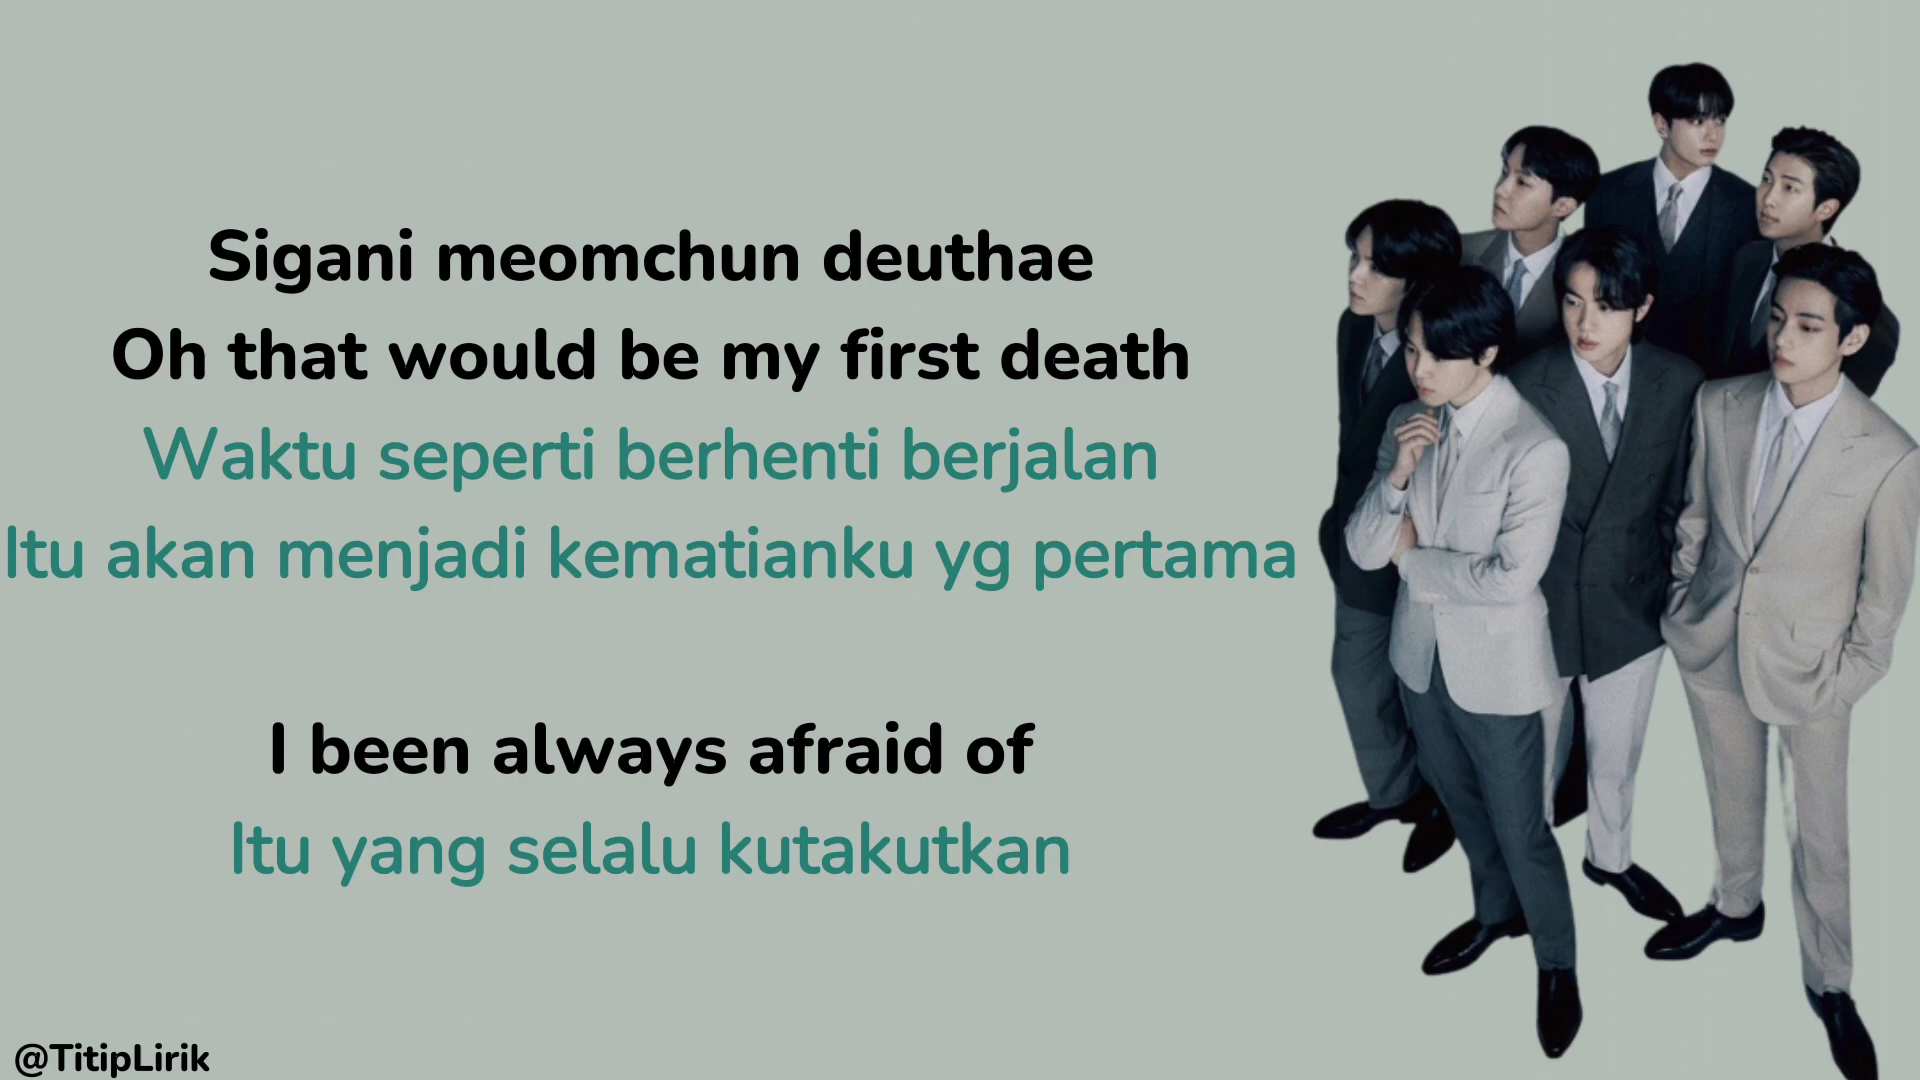 Sigani meomchun deuthae
Oh that would be my first death
Waktu seperti berhenti berjalan
Itu akan menjadi kematianku yg pertama
I been always afraid of
Itu yang selalu kutakutkan
@TitipLirik